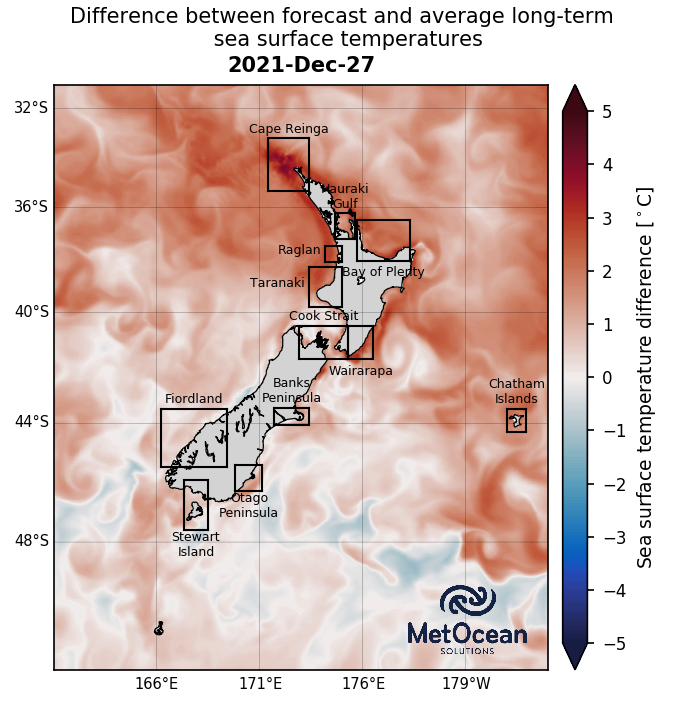 Difference between forecast and average long-term
sea surface temperatures
2021-Dec-27
32°S
36°S
40°S
44°S
48°S
166°E
171°E
176°E
179°W
Cape Reinga
Hauraki
Gulf
Raglan
Bay of Plenty
Taranaki
Cook Strait
Wairarapa
Banks
Peninsula
Fiordland
Chatham
Islands
Otago
Peninsula
Stewart
Island
MetOcean
SOLUTIONS
5
4
3
2
1
0
−1
−2
−3
−4
−5
Sea surface temperature difference [°C]